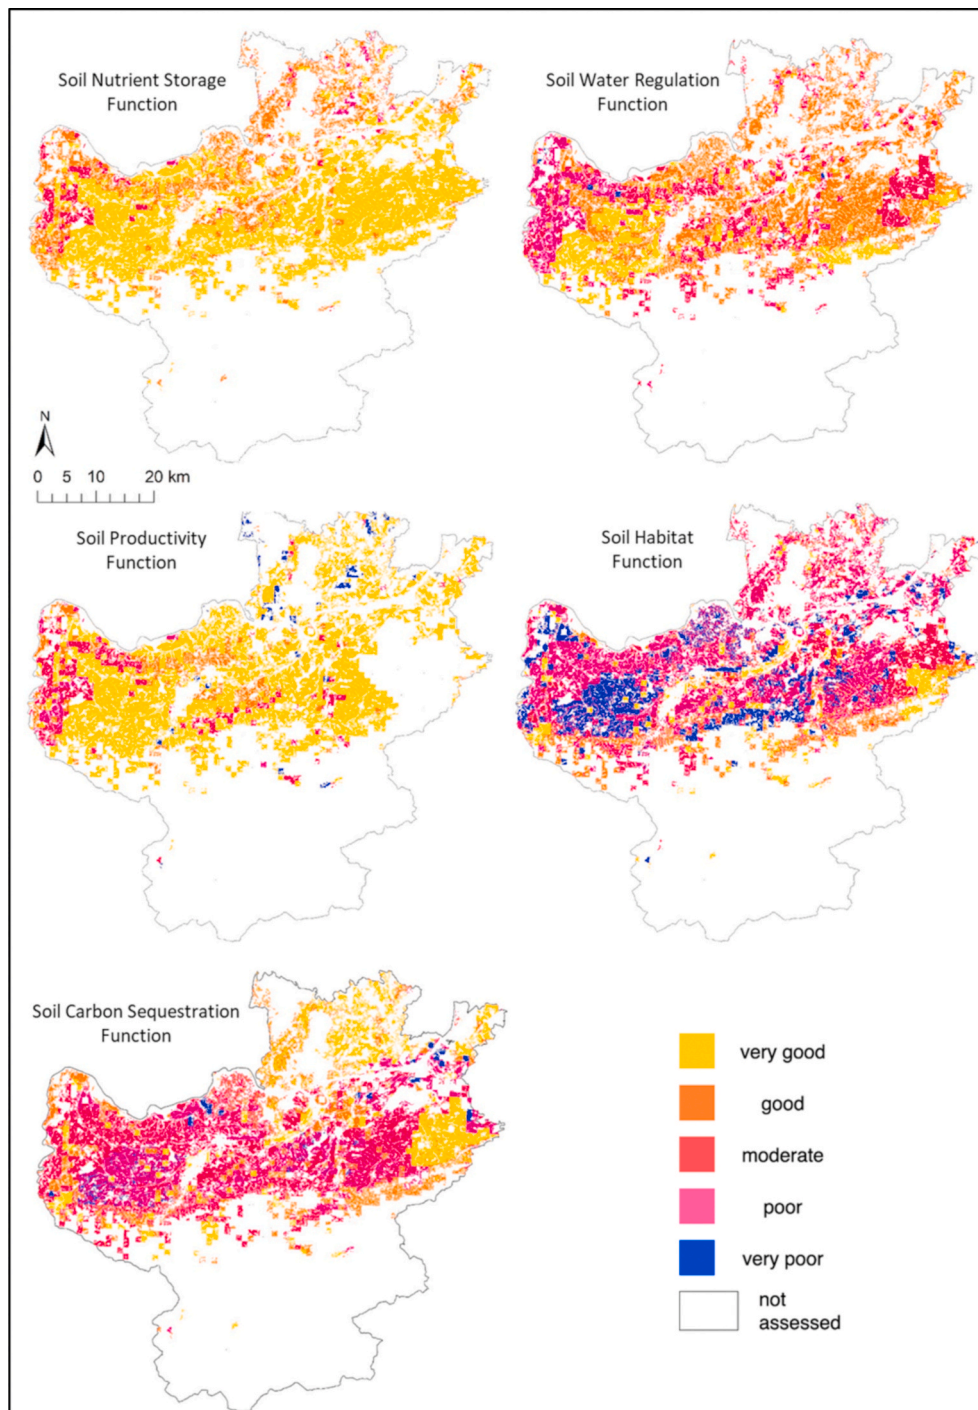 Soil Nutrient Storage
Function
Soil Water Regulation
Function
N
0 5 10 20 km
Soil Productivity
Function
Soil Habitat
Function
Soil Carbon Sequestration
Function
very good
good
moderate
poor
very poor
not
assessed